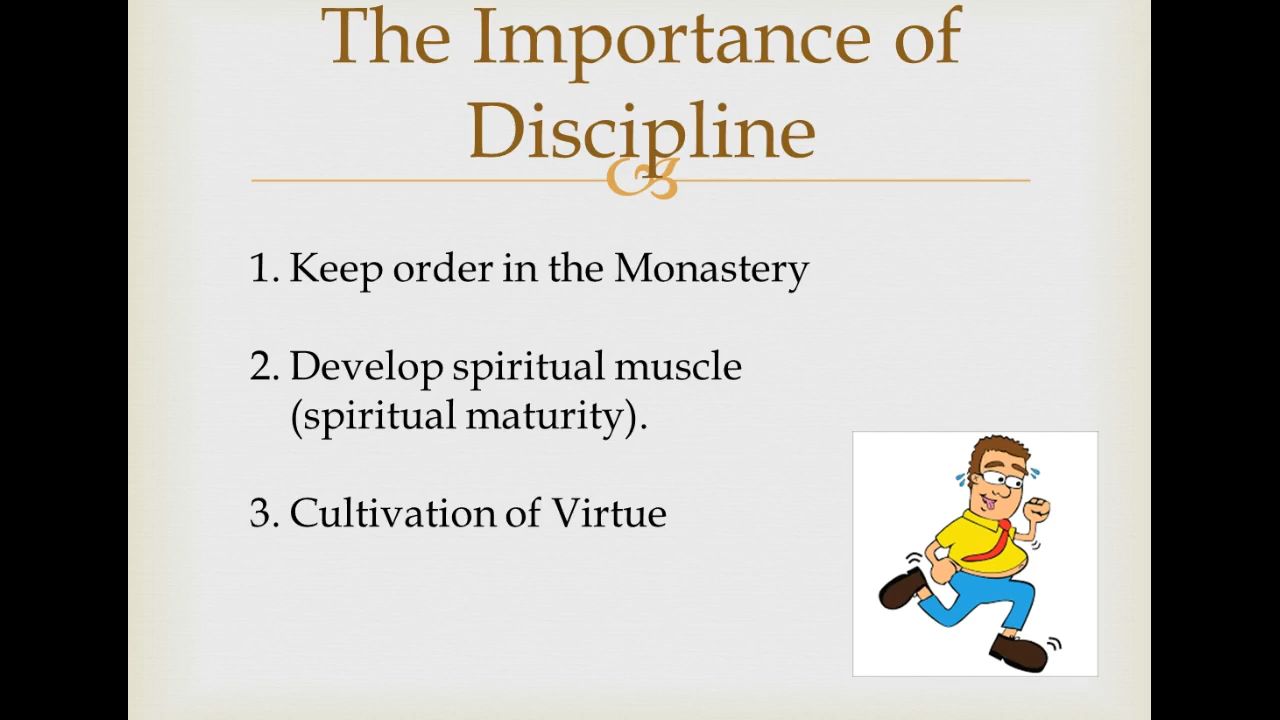 The Importance of
Discipline
1. Keep order in the Monastery
2. Develop spiritual muscle
(spiritual maturity).
3. Cultivation of Virtue